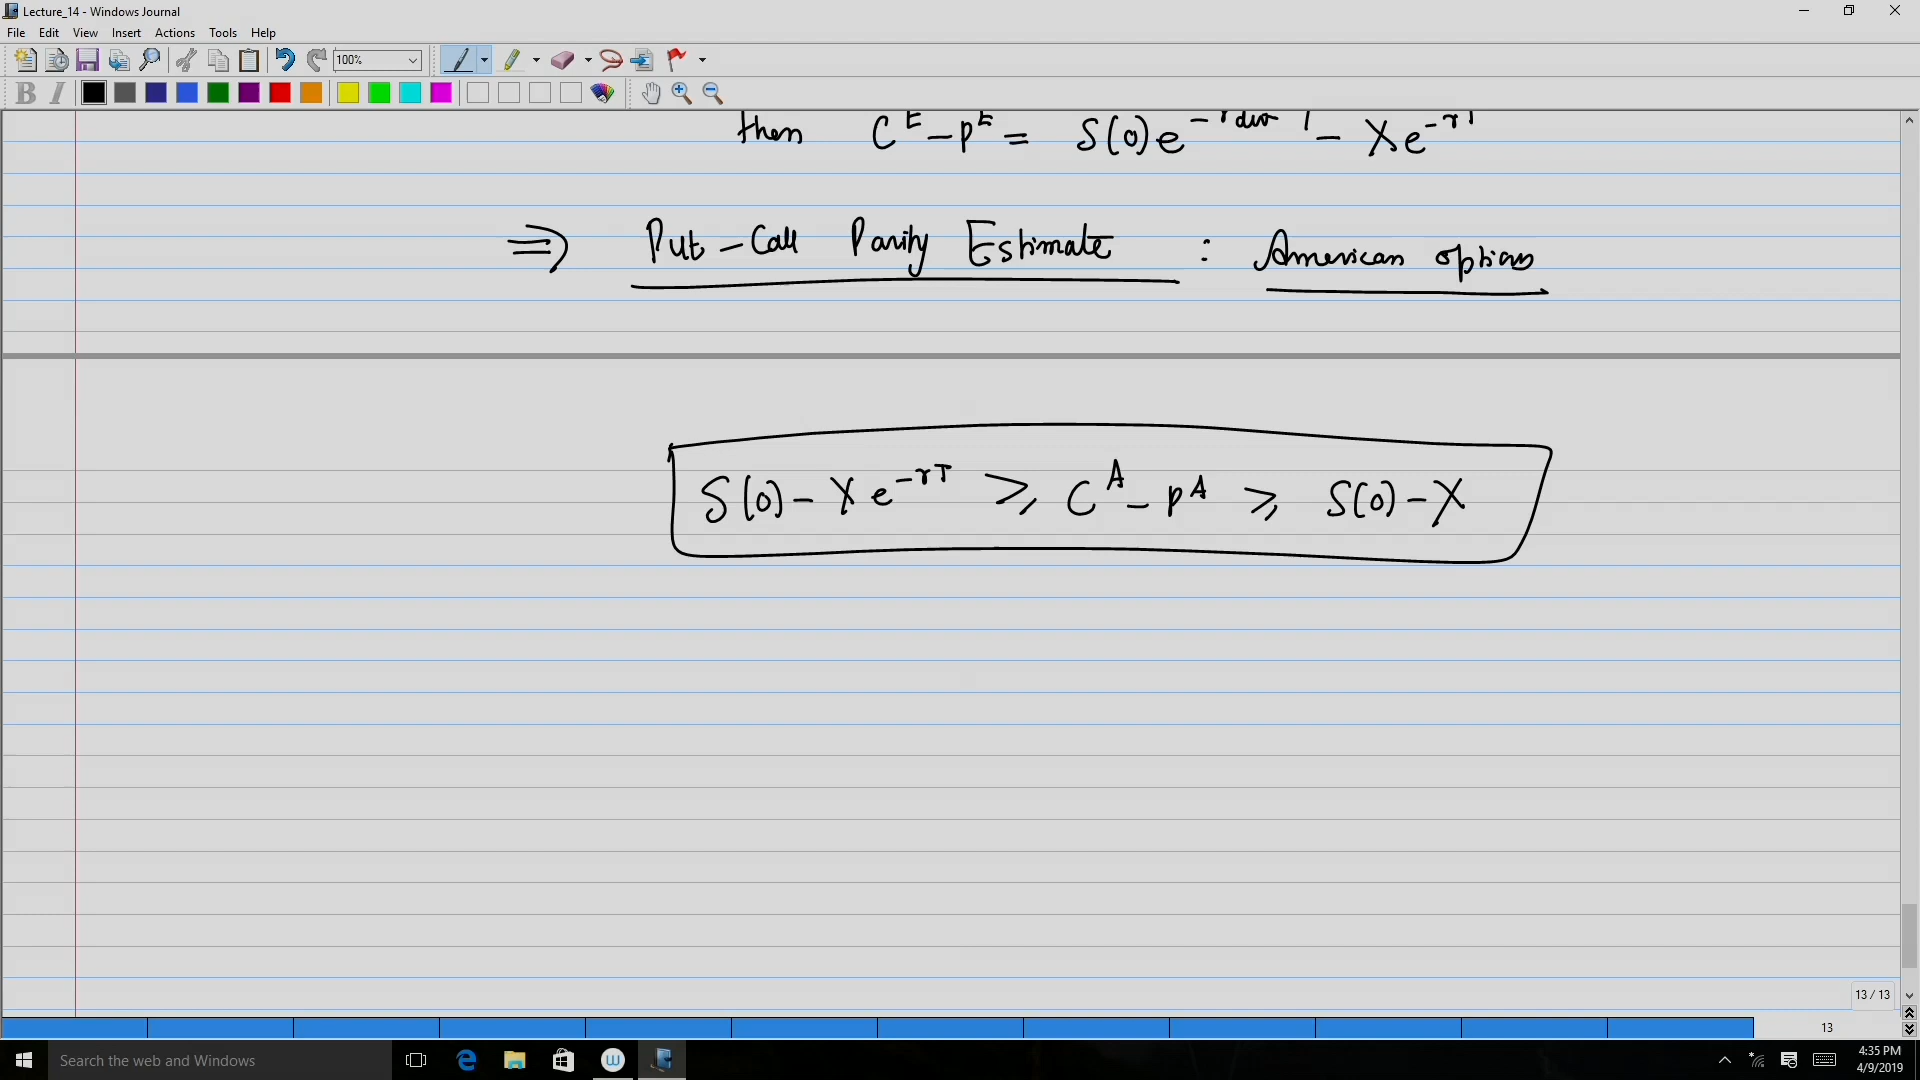 Lecture_14 - Windows Journal
File Edit View Insert Actions Tools Help
100%
B I
then C^E - P^E = S(0)e^{-r div T} - Xe^{-rT}
⇒ Put-Call Parity Estimate : American options
S(0) - Xe^{-rT} ≥ C^A - P^A ≥ S(0) - X
13 / 13
13
Search the web and Windows
4:35 PM
4/9/2019